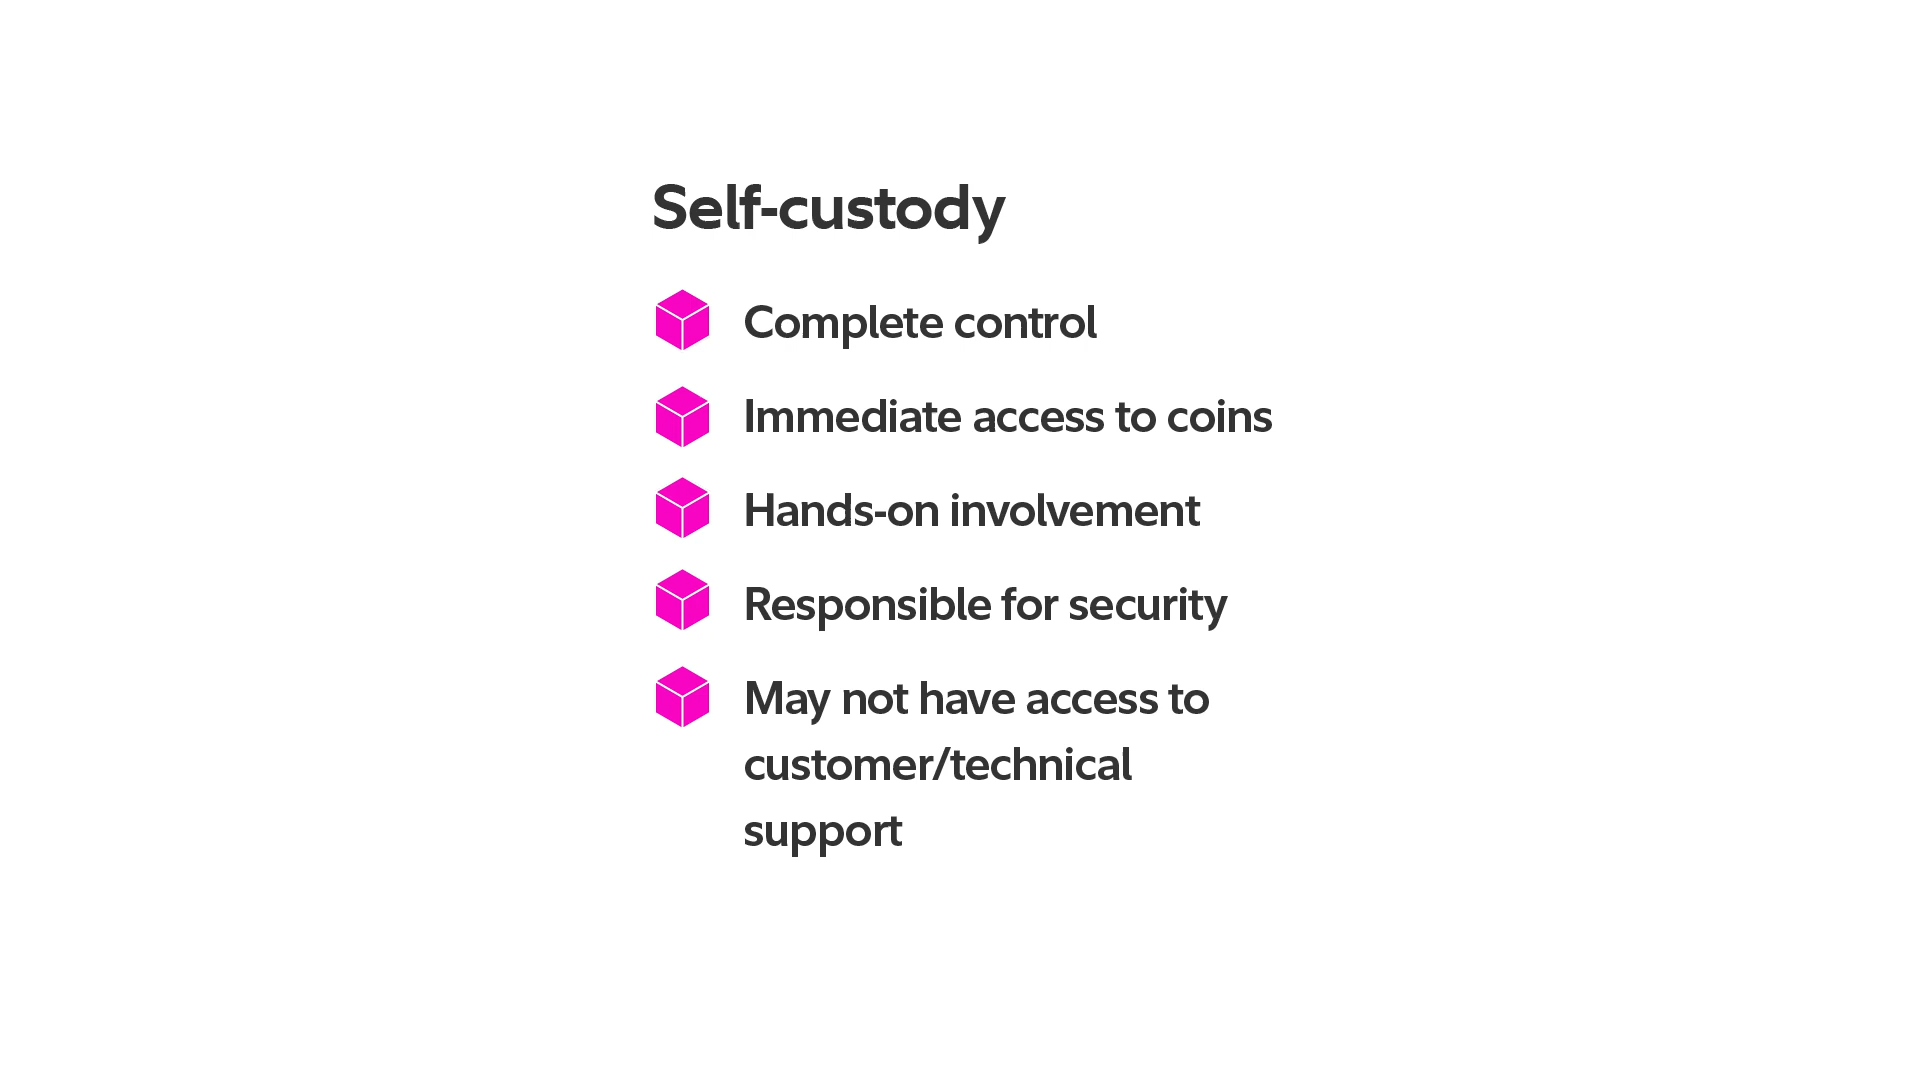 Self-custody
Complete control
Immediate access to coins
Hands-on involvement
Responsible for security
May not have access to
customer/technical
support